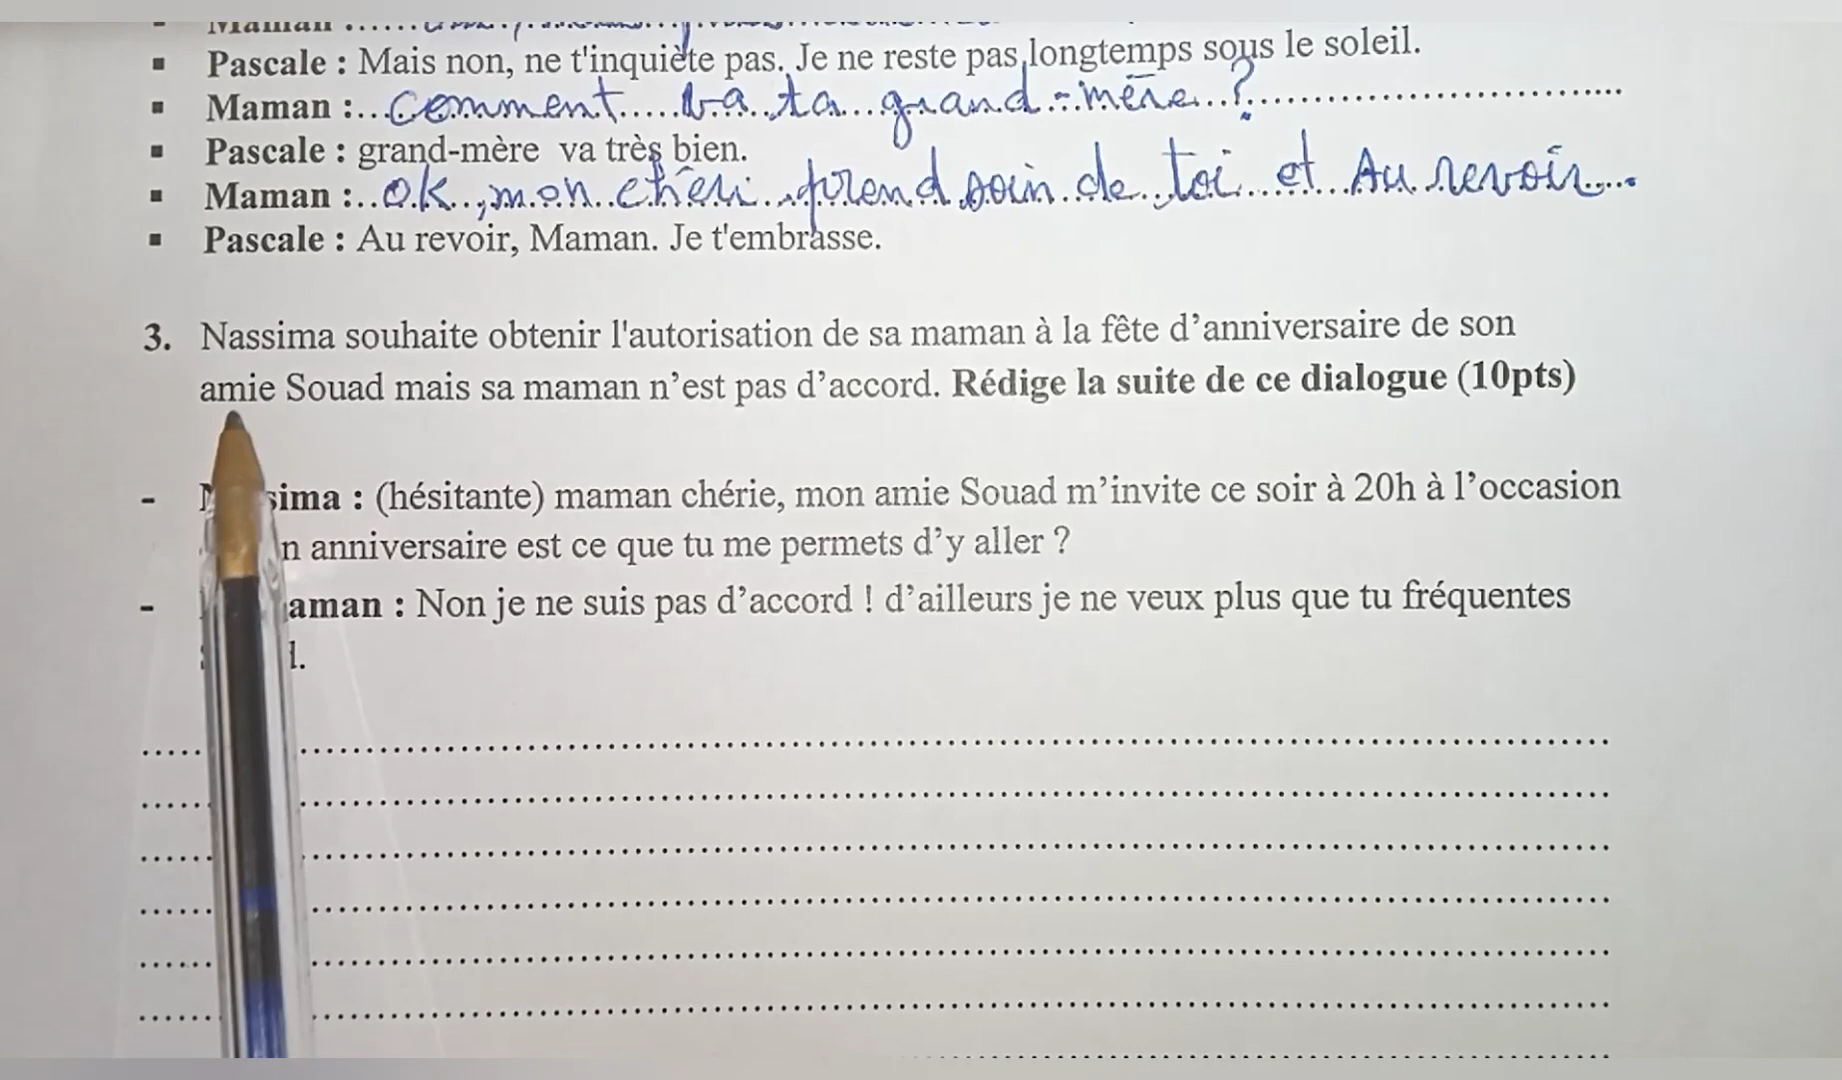 Maman :
Pascale : Mais non, ne t'inquiète pas. Je ne reste pas longtemps sous le soleil.
Maman : Comment va ta grand-mère ?
Pascale : grand-mère va très bien.
Maman : OK, mon chéri prend soin de toi et Au revoir
Pascale : Au revoir, Maman. Je t'embrasse.
3. Nassima souhaite obtenir l'autorisation de sa maman à la fête d'anniversaire de son
amie Souad mais sa maman n'est pas d'accord. Rédige la suite de ce dialogue (10pts)
- sima : (hésitante) maman chérie, mon amie Souad m'invite ce soir à 20h à l'occasion
n anniversaire est ce que tu me permets d'y aller ?
- aman : Non je ne suis pas d'accord ! d'ailleurs je ne veux plus que tu fréquentes